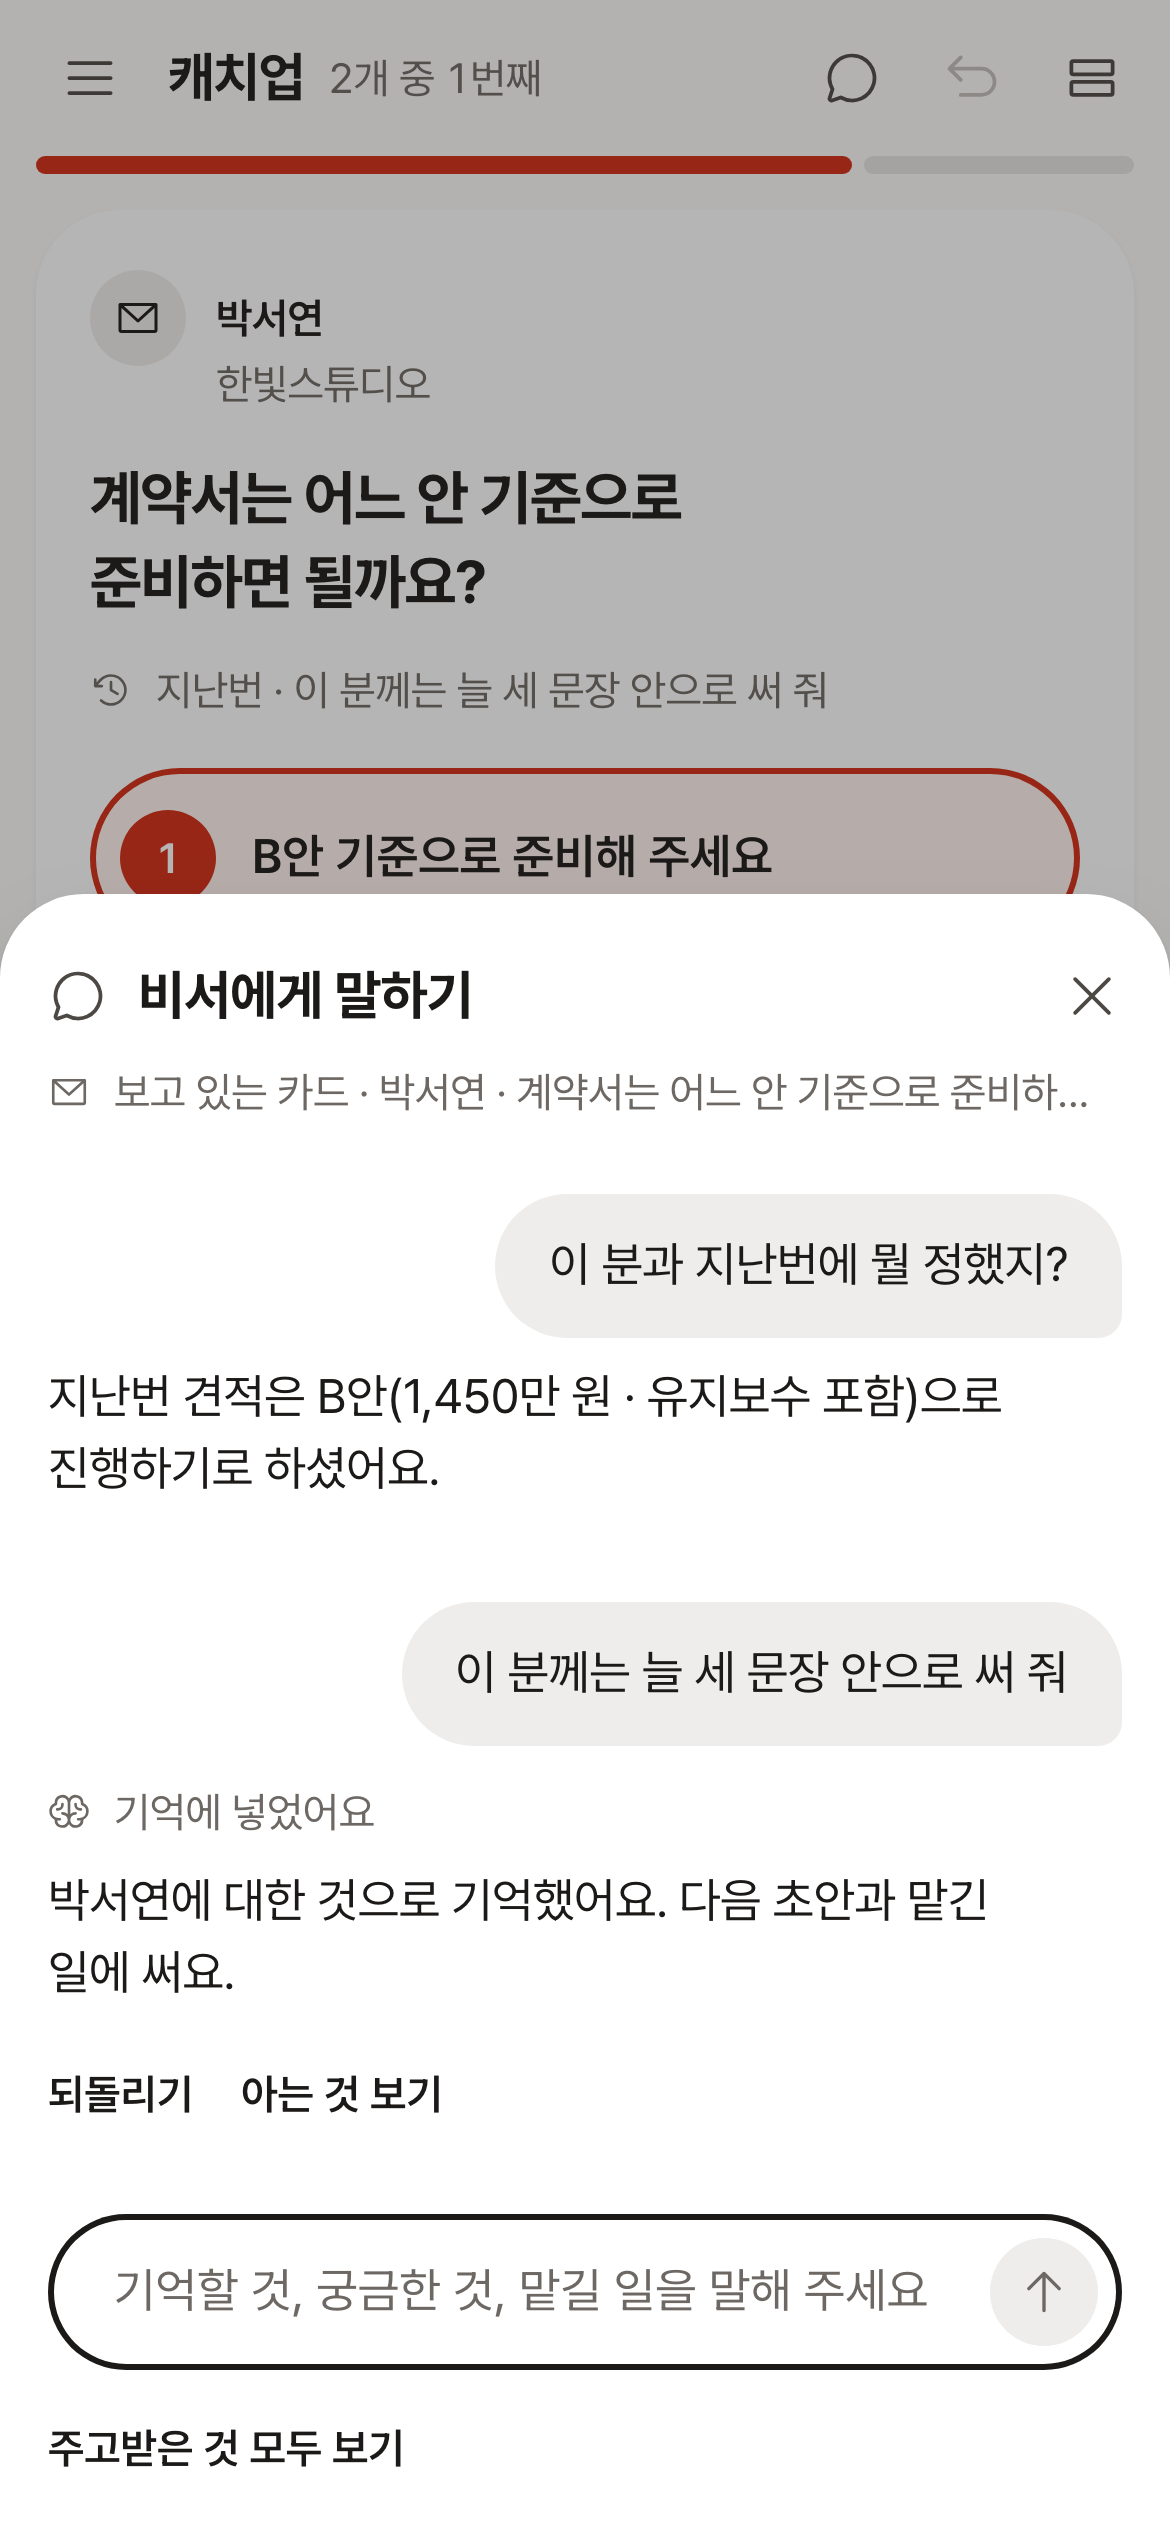 캐치업 2개 중 1번째
박서연
한빛스튜디오
계약서는 어느 안 기준으로
준비하면 될까요?
지난번 · 이 분께는 늘 세 문장 안으로 써 줘
1 B안 기준으로 준비해 주세요
비서에게 말하기
보고 있는 카드 · 박서연 · 계약서는 어느 안 기준으로 준비하...
이 분과 지난번에 뭘 정했지?
지난번 견적은 B안(1,450만 원 · 유지보수 포함)으로
진행하기로 하셨어요.
이 분께는 늘 세 문장 안으로 써 줘
기억에 넣었어요
박서연에 대한 것으로 기억했어요. 다음 초안과 맡긴
일에 써요.
되돌리기 아는 것 보기
기억할 것, 궁금한 것, 맡길 일을 말해 주세요
주고받은 것 모두 보기